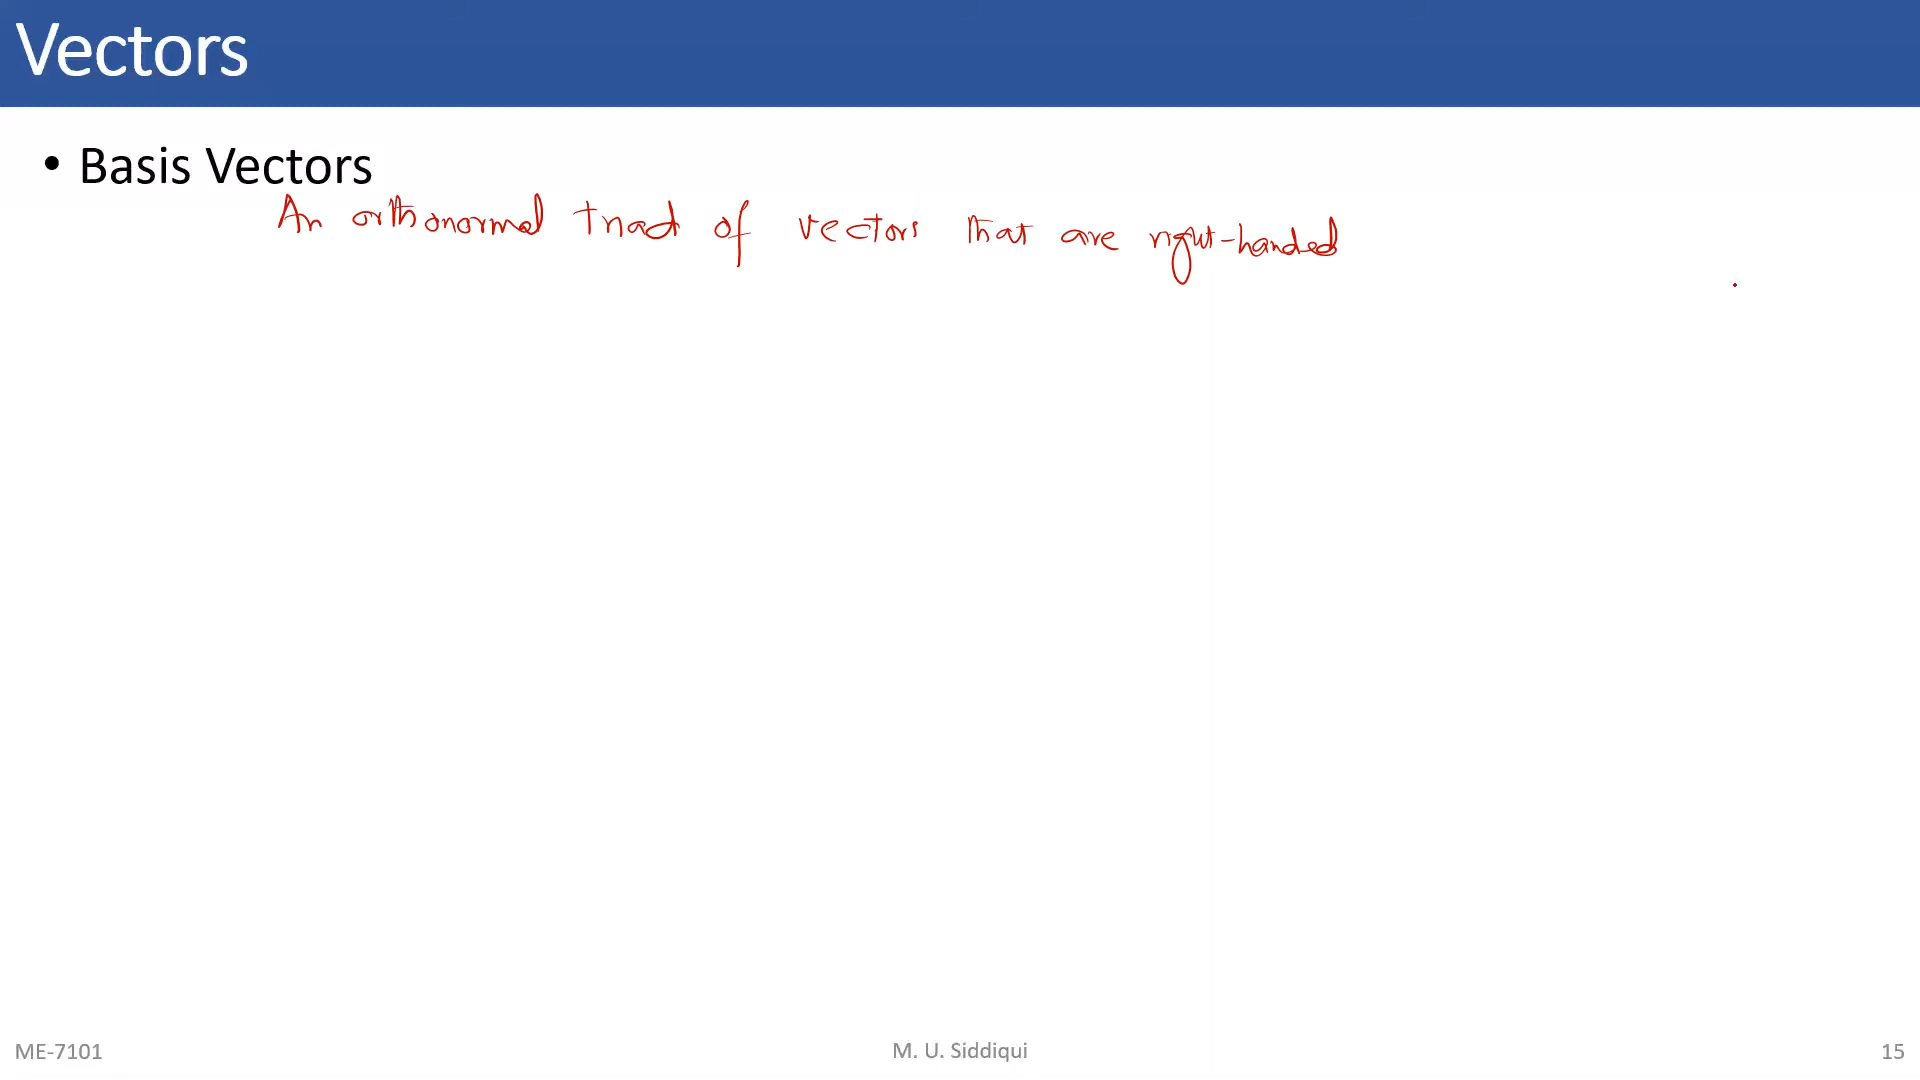 Vectors
• Basis Vectors
An orthonormal triad of vectors that are right-handed
ME-7101
M. U. Siddiqui
15